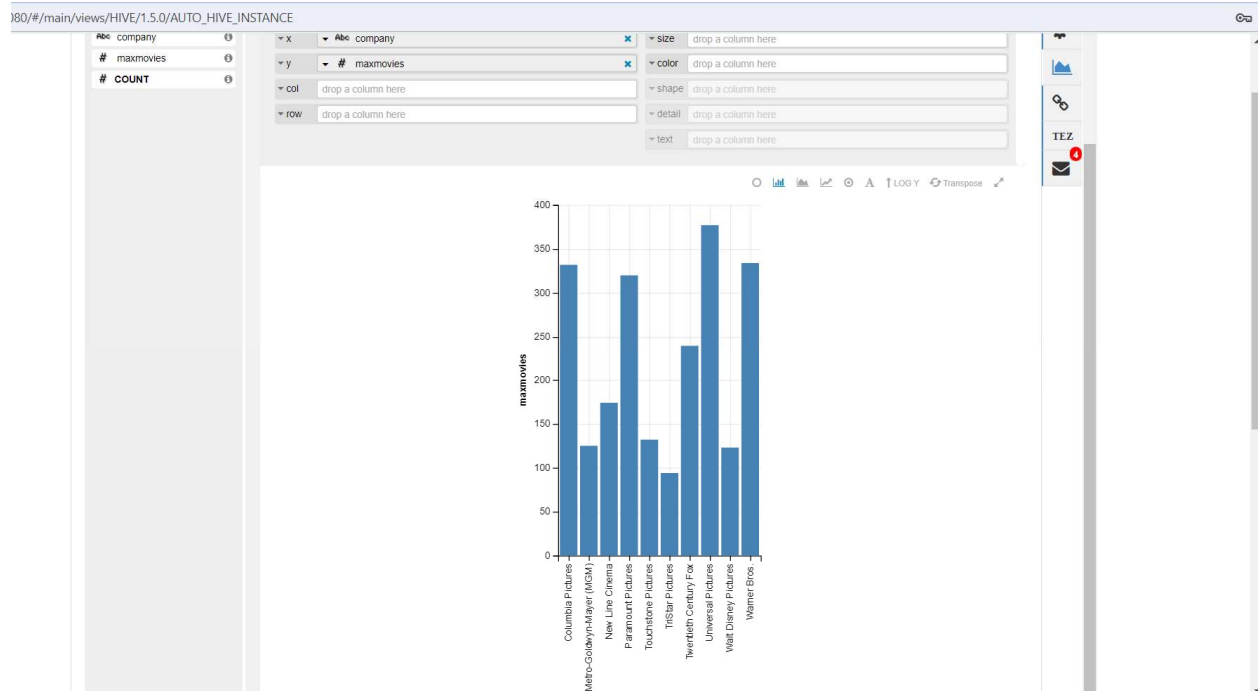 080/#/main/views/HIVE/1.5.0/AUTO_HIVE_INSTANCE
Abc company
# maxmovies
# COUNT
x Abc company
y # maxmovies
col drop a column here
row drop a column here
size drop a column here
color drop a column here
shape drop a column here
detail drop a column here
text drop a column here
TEZ
4
A LOG Y Transpose
400
350
300
250
200
150
100
50
0
maxmovies
Columbia Pictures
Metro-Goldwyn-Mayer (MGM)
New Line Cinema
Paramount Pictures
Touchstone Pictures
TriStar Pictures
Twentieth Century Fox
Universal Pictures
Walt Disney Pictures
Warner Bros.